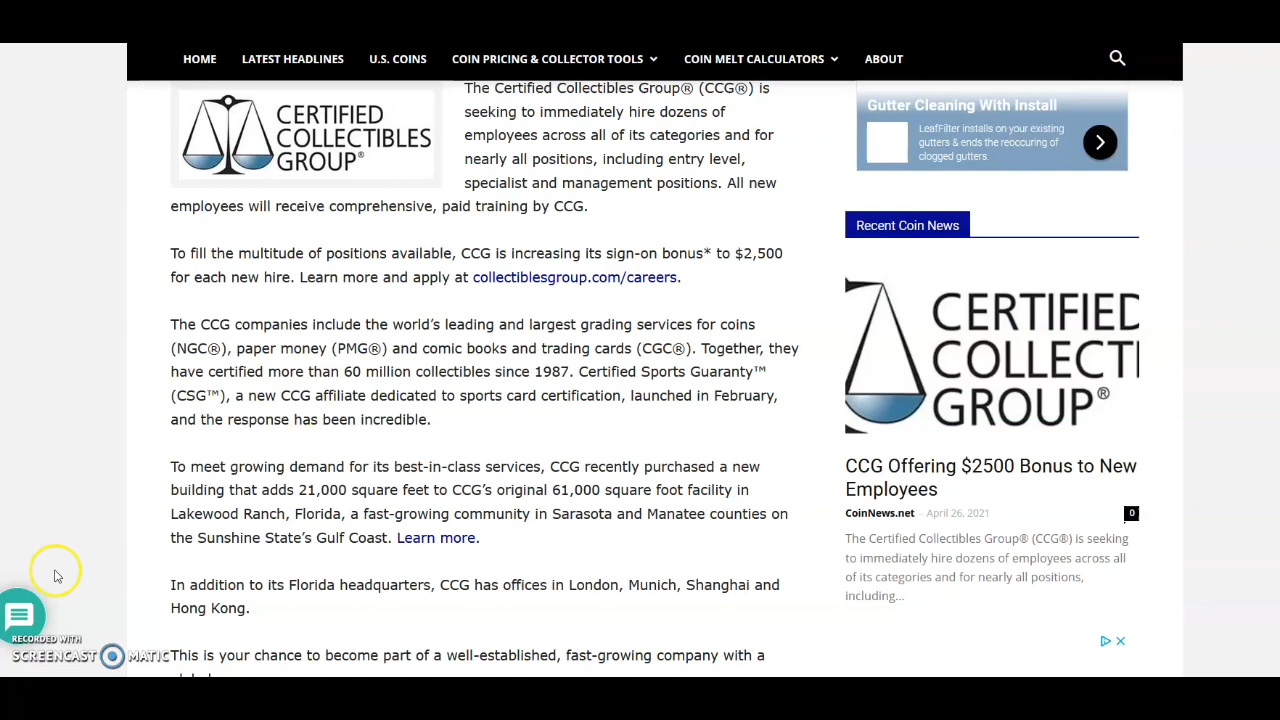 HOME
LATEST HEADLINES
U.S. COINS
COIN PRICING & COLLECTOR TOOLS
COIN MELT CALCULATORS
ABOUT
CERTIFIED
COLLECTIBLES
GROUP®
The Certified Collectibles Group® (CCG®) is
seeking to immediately hire dozens of
employees across all of its categories and for
nearly all positions, including entry level,
specialist and management positions. All new
employees will receive comprehensive, paid training by CCG.
To fill the multitude of positions available, CCG is increasing its sign-on bonus* to $2,500
for each new hire. Learn more and apply at collectiblesgroup.com/careers.
The CCG companies include the world's leading and largest grading services for coins
(NGC®), paper money (PMG®) and comic books and trading cards (CGC®). Together, they
have certified more than 60 million collectibles since 1987. Certified Sports Guaranty™
(CSG™), a new CCG affiliate dedicated to sports card certification, launched in February,
and the response has been incredible.
To meet growing demand for its best-in-class services, CCG recently purchased a new
building that adds 21,000 square feet to CCG's original 61,000 square foot facility in
Lakewood Ranch, Florida, a fast-growing community in Sarasota and Manatee counties on
the Sunshine State's Gulf Coast. Learn more.
In addition to its Florida headquarters, CCG has offices in London, Munich, Shanghai and
Hong Kong.
This is your chance to become part of a well-established, fast-growing company with a
Gutter Cleaning With Install
LeafFilter installs on your existing
gutters & ends the reoccuring of
clogged gutters.
Recent Coin News
CERTIFIED
COLLECTI
GROUP®
CCG Offering $2500 Bonus to New
Employees
CoinNews.net - April 26, 2021
0
The Certified Collectibles Group® (CCG®) is seeking
to immediately hire dozens of employees across all
of its categories and for nearly all positions,
including...
RECORDED WITH
SCREENCAST MATIC